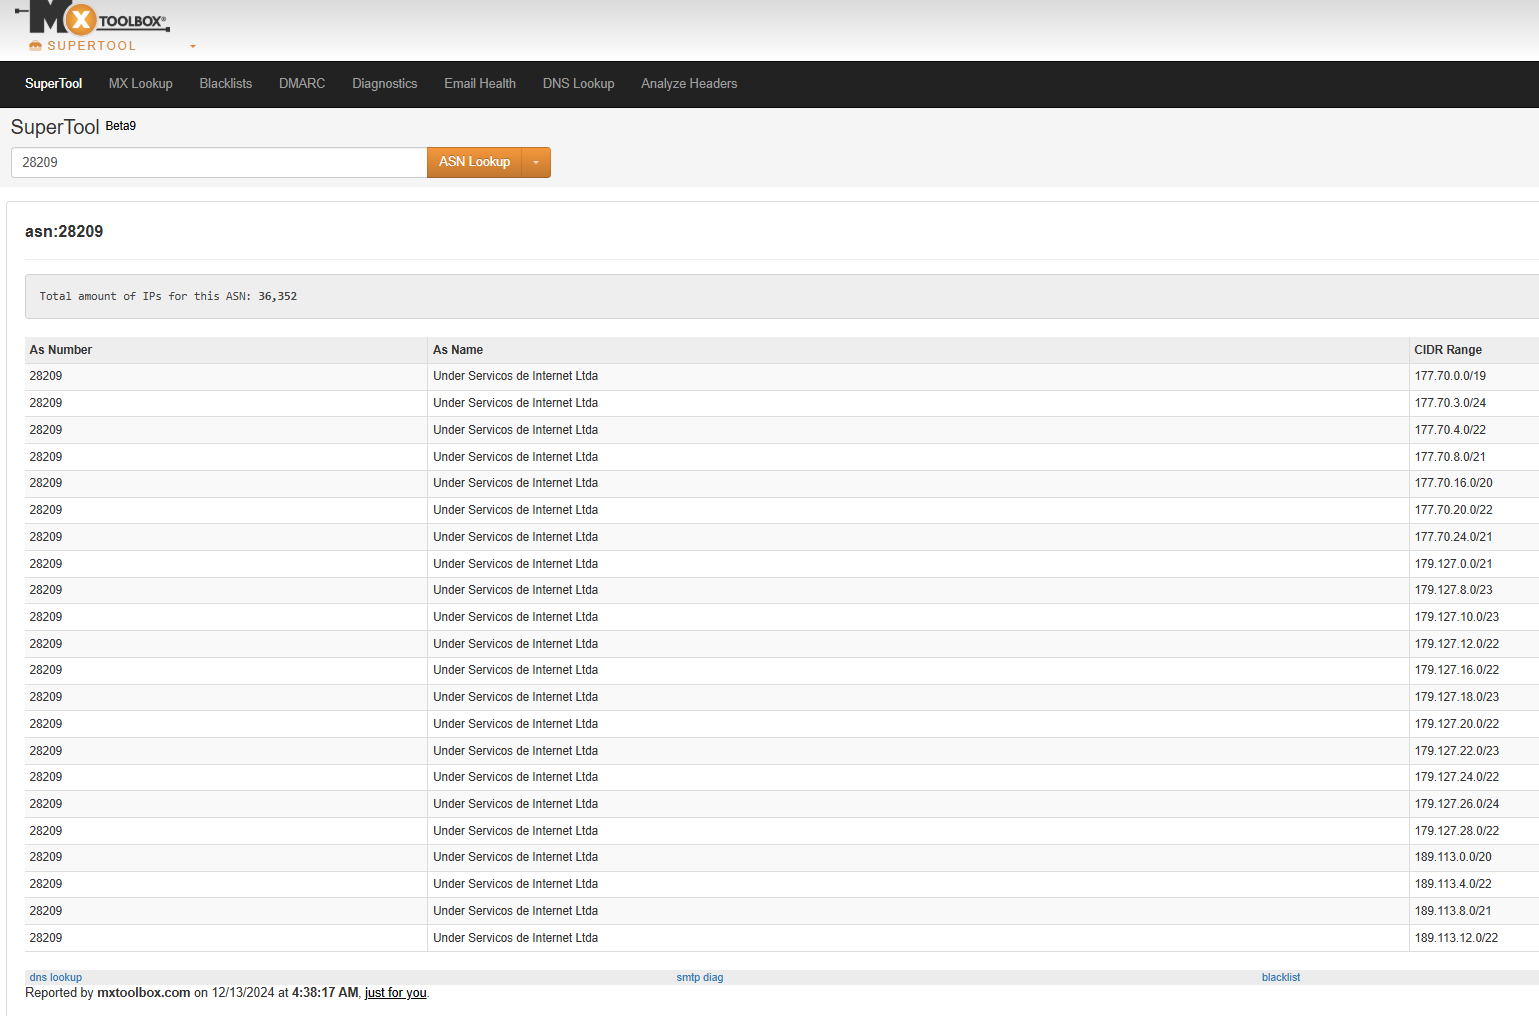 MX TOOLBOX®
SUPERTOOL
SuperTool MX Lookup Blacklists DMARC Diagnostics Email Health DNS Lookup Analyze Headers
SuperTool Beta9
28209 ASN Lookup
asn:28209
Total amount of IPs for this ASN: 36,352
As Number As Name CIDR Range
28209 Under Servicos de Internet Ltda 177.70.0.0/19
28209 Under Servicos de Internet Ltda 177.70.3.0/24
28209 Under Servicos de Internet Ltda 177.70.4.0/22
28209 Under Servicos de Internet Ltda 177.70.8.0/21
28209 Under Servicos de Internet Ltda 177.70.16.0/20
28209 Under Servicos de Internet Ltda 177.70.20.0/22
28209 Under Servicos de Internet Ltda 177.70.24.0/21
28209 Under Servicos de Internet Ltda 179.127.0.0/21
28209 Under Servicos de Internet Ltda 179.127.8.0/23
28209 Under Servicos de Internet Ltda 179.127.10.0/23
28209 Under Servicos de Internet Ltda 179.127.12.0/22
28209 Under Servicos de Internet Ltda 179.127.16.0/22
28209 Under Servicos de Internet Ltda 179.127.18.0/23
28209 Under Servicos de Internet Ltda 179.127.20.0/22
28209 Under Servicos de Internet Ltda 179.127.22.0/23
28209 Under Servicos de Internet Ltda 179.127.24.0/22
28209 Under Servicos de Internet Ltda 179.127.26.0/24
28209 Under Servicos de Internet Ltda 179.127.28.0/22
28209 Under Servicos de Internet Ltda 189.113.0.0/20
28209 Under Servicos de Internet Ltda 189.113.4.0/22
28209 Under Servicos de Internet Ltda 189.113.8.0/21
28209 Under Servicos de Internet Ltda 189.113.12.0/22
dns lookup smtp diag blacklist
Reported by mxtoolbox.com on 12/13/2024 at 4:38:17 AM, just for you.